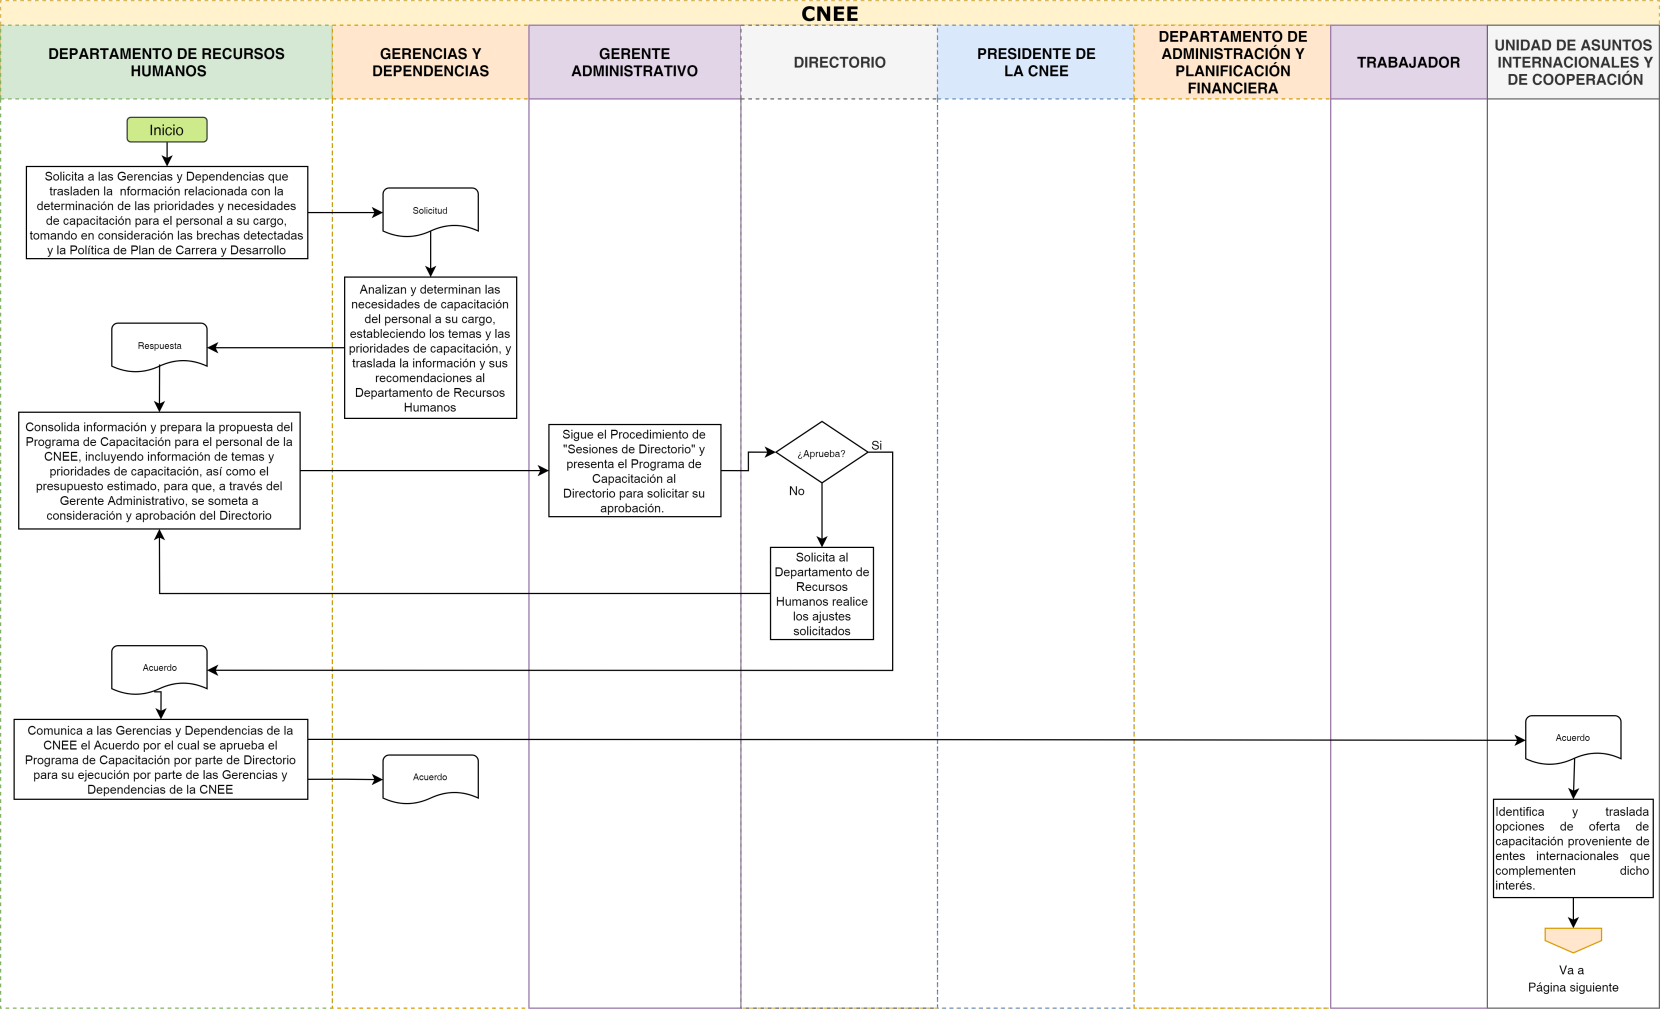 CNEE
DEPARTAMENTO DE RECURSOS
HUMANOS
GERENCIAS Y
DEPENDENCIAS
GERENTE
ADMINISTRATIVO
DIRECTORIO
PRESIDENTE DE
LA CNEE
DEPARTAMENTO DE
ADMINISTRACIÓN Y
PLANIFICACIÓN
FINANCIERA
TRABAJADOR
UNIDAD DE ASUNTOS
INTERNACIONALES Y
DE COOPERACIÓN
Inicio
Solicita a las Gerencias y Dependencias que
trasladen la nformación relacionada con la
determinación de las prioridades y necesidades
de capacitación para el personal a su cargo,
tomando en consideración las brechas detectadas
y la Política de Plan de Carrera y Desarrollo
Solicitud
Analizan y determinan las
necesidades de capacitación
del personal a su cargo,
estableciendo los temas y las
prioridades de capacitación, y
traslada la información y sus
recomendaciones al
Departamento de Recursos
Humanos
Respuesta
Consolida información y prepara la propuesta del
Programa de Capacitación para el personal de la
CNEE, incluyendo información de temas y
prioridades de capacitación, así como el
presupuesto estimado, para que, a través del
Gerente Administrativo, se someta a
consideración y aprobación del Directorio
Sigue el Procedimiento de
"Sesiones de Directorio" y
presenta el Programa de
Capacitación al
Directorio para solicitar su
aprobación.
¿Aprueba?
Si
No
Solicita al
Departamento de
Recursos
Humanos realice
los ajustes
solicitados
Acuerdo
Comunica a las Gerencias y Dependencias de la
CNEE el Acuerdo por el cual se aprueba el
Programa de Capacitación por parte de Directorio
para su ejecución por parte de las Gerencias y
Dependencias de la CNEE
Acuerdo
Acuerdo
Identifica y traslada
opciones de oferta de
capacitación proveniente de
entes internacionales que
complementen dicho
interés.
Va a
Página siguiente